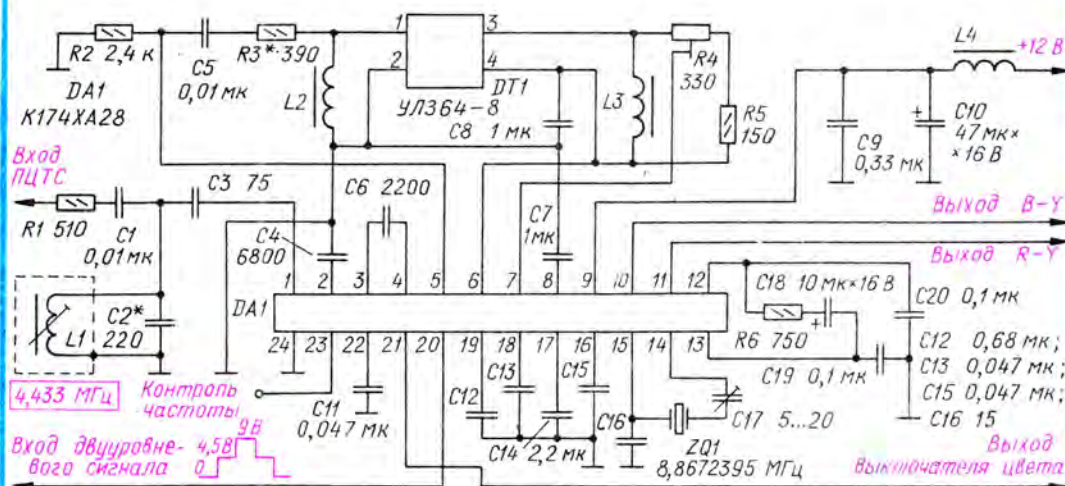 R2 2,4 к
C5
0,01 мк
R3* 390
1
2
3
4
L2
УЛЗ64-8
DT1
C8 1 мк
L3
R4
330
R5
150
L4
+12 В
C9
0,33 мк
C10
47 мк×
×16 В
DA1
К174ХА28
Вход
ПЦТС
R1 510
C1
0,01 мк
C3 75
C4
6800
C6 2200
C7
1 мк
Выход B-Y
Выход R-Y
L1
C2*
220
4,433 МГц
DA1
1 2 3 4 5 6 7 8 9 10 11 12
24 23 22 21 20 19 18 17 16 15 14 13
C18 10 мк×16 В
R6 750
C20 0,1 мк
C19 0,1 мк
C12 0,68 мк;
C13 0,047 мк;
C15 0,047 мк;
C16 15
Контроль
частоты
C11
0,047 мк
C12
C13
C14 2,2 мк
C15
C16
ZQ1
8,8672395 МГц
C17 5...20
Вход двууровне-
вого сигнала
9В
4,5В
0
Выход
выключателя цвета